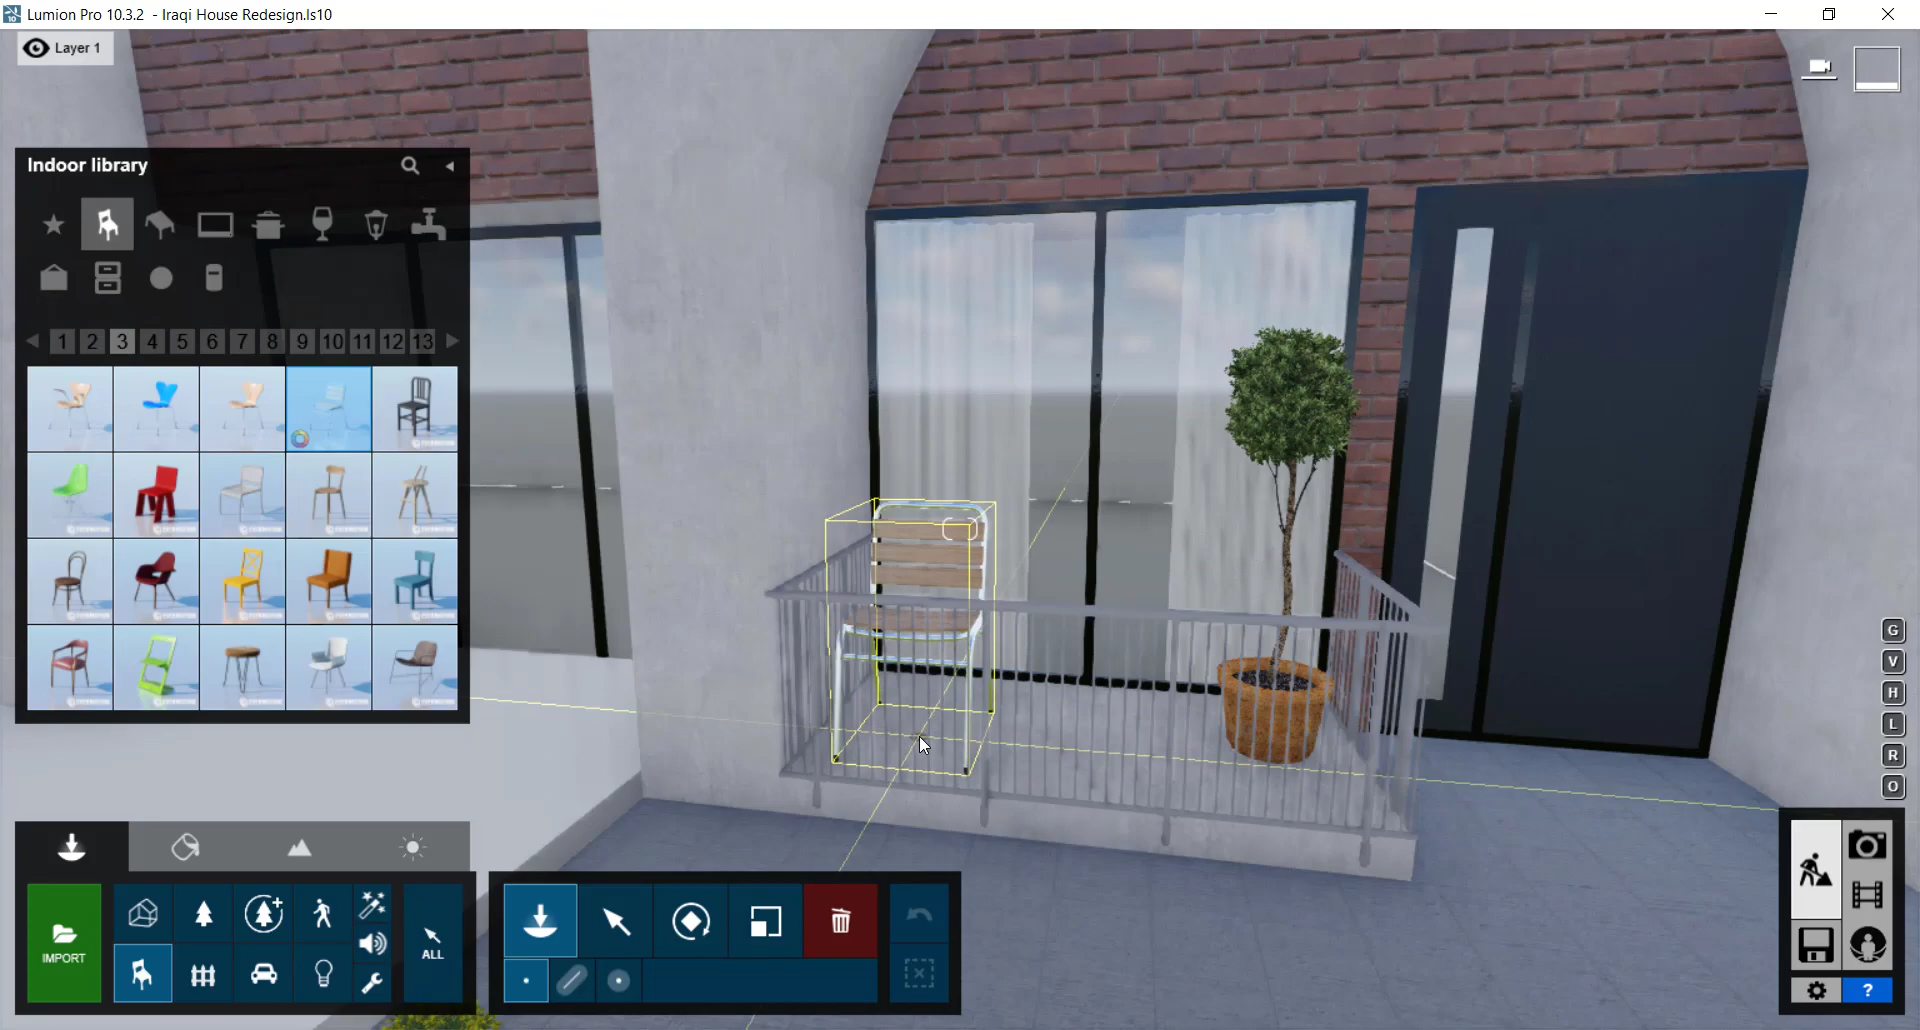 Lumion Pro 10.3.2 - Iraqi House Redesign.ls10
Layer 1
Indoor library
1 2 3 4 5 6 7 8 9 10 11 12 13
G
V
H
L
R
O
IMPORT
ALL
?